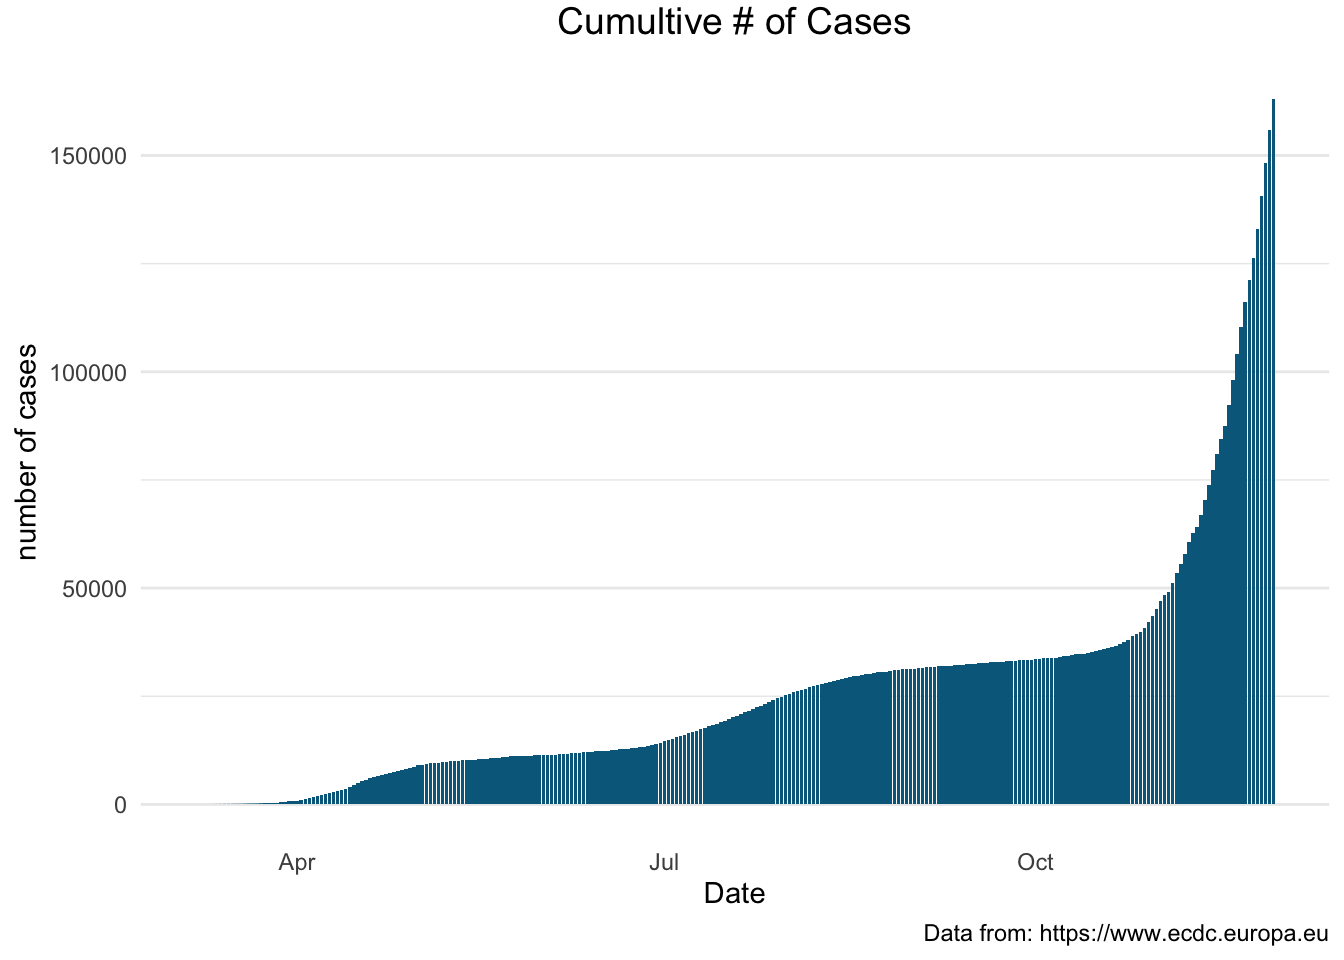 Cumultive # of Cases
number of cases
150000
100000
50000
0
Apr Jul Oct
Date
Data from: https://www.ecdc.europa.eu